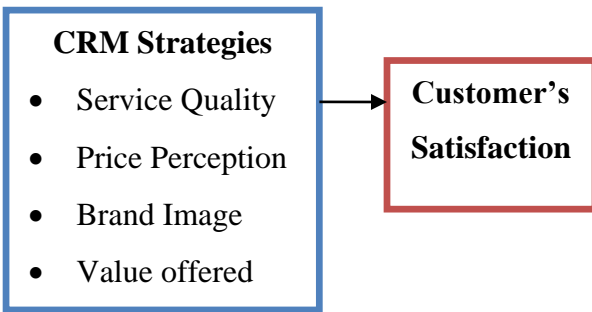 CRM Strategies
• Service Quality
• Price Perception
• Brand Image
• Value offered
Customer’s
Satisfaction